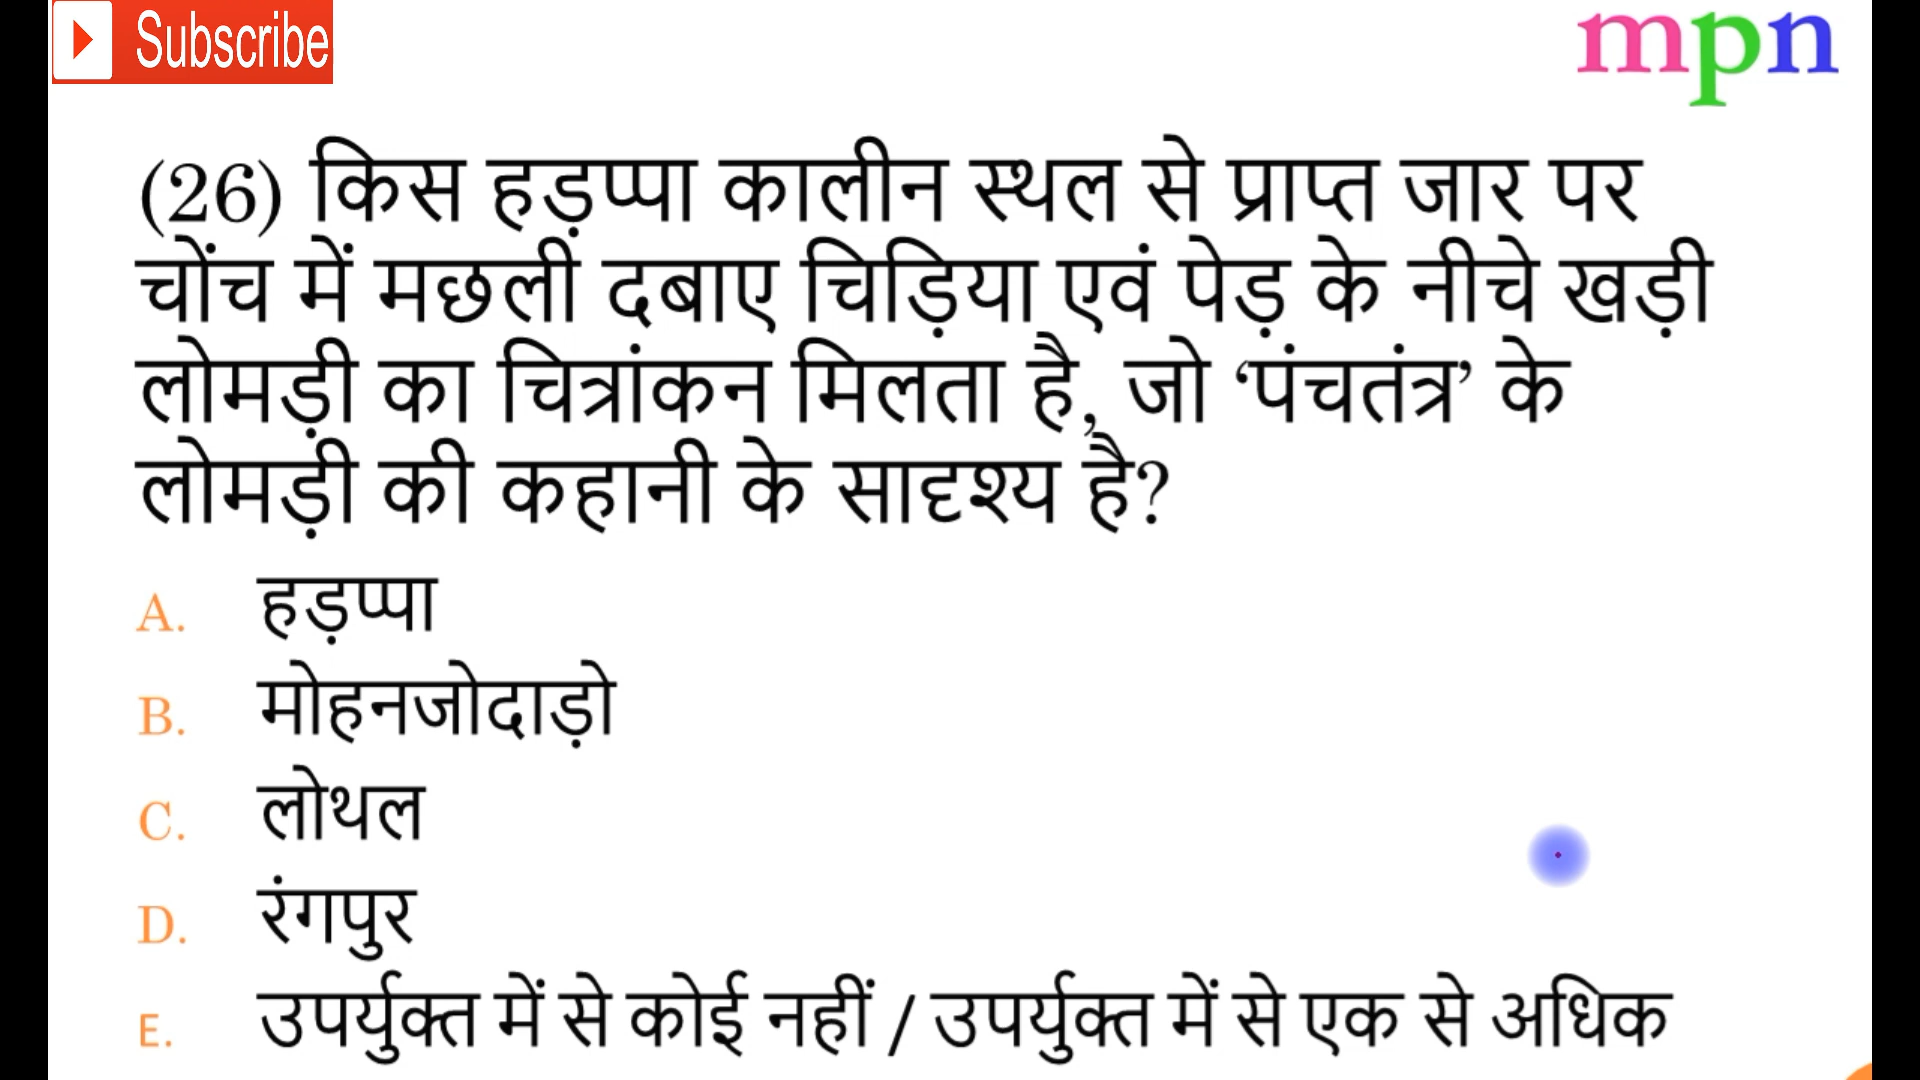 Subscribe
mpn
(26) किस हड़प्पा कालीन स्थल से प्राप्त जार पर
चोंच में मछली दबाए चिड़िया एवं पेड़ के नीचे खड़ी
लोमड़ी का चित्रांकन मिलता है, जो ‘पंचतंत्र’ के
लोमड़ी की कहानी के सादृश्य है?
A. हड़प्पा
B. मोहनजोदाड़ो
C. लोथल
D. रंगपुर
E. उपर्युक्त में से कोई नहीं / उपर्युक्त में से एक से अधिक